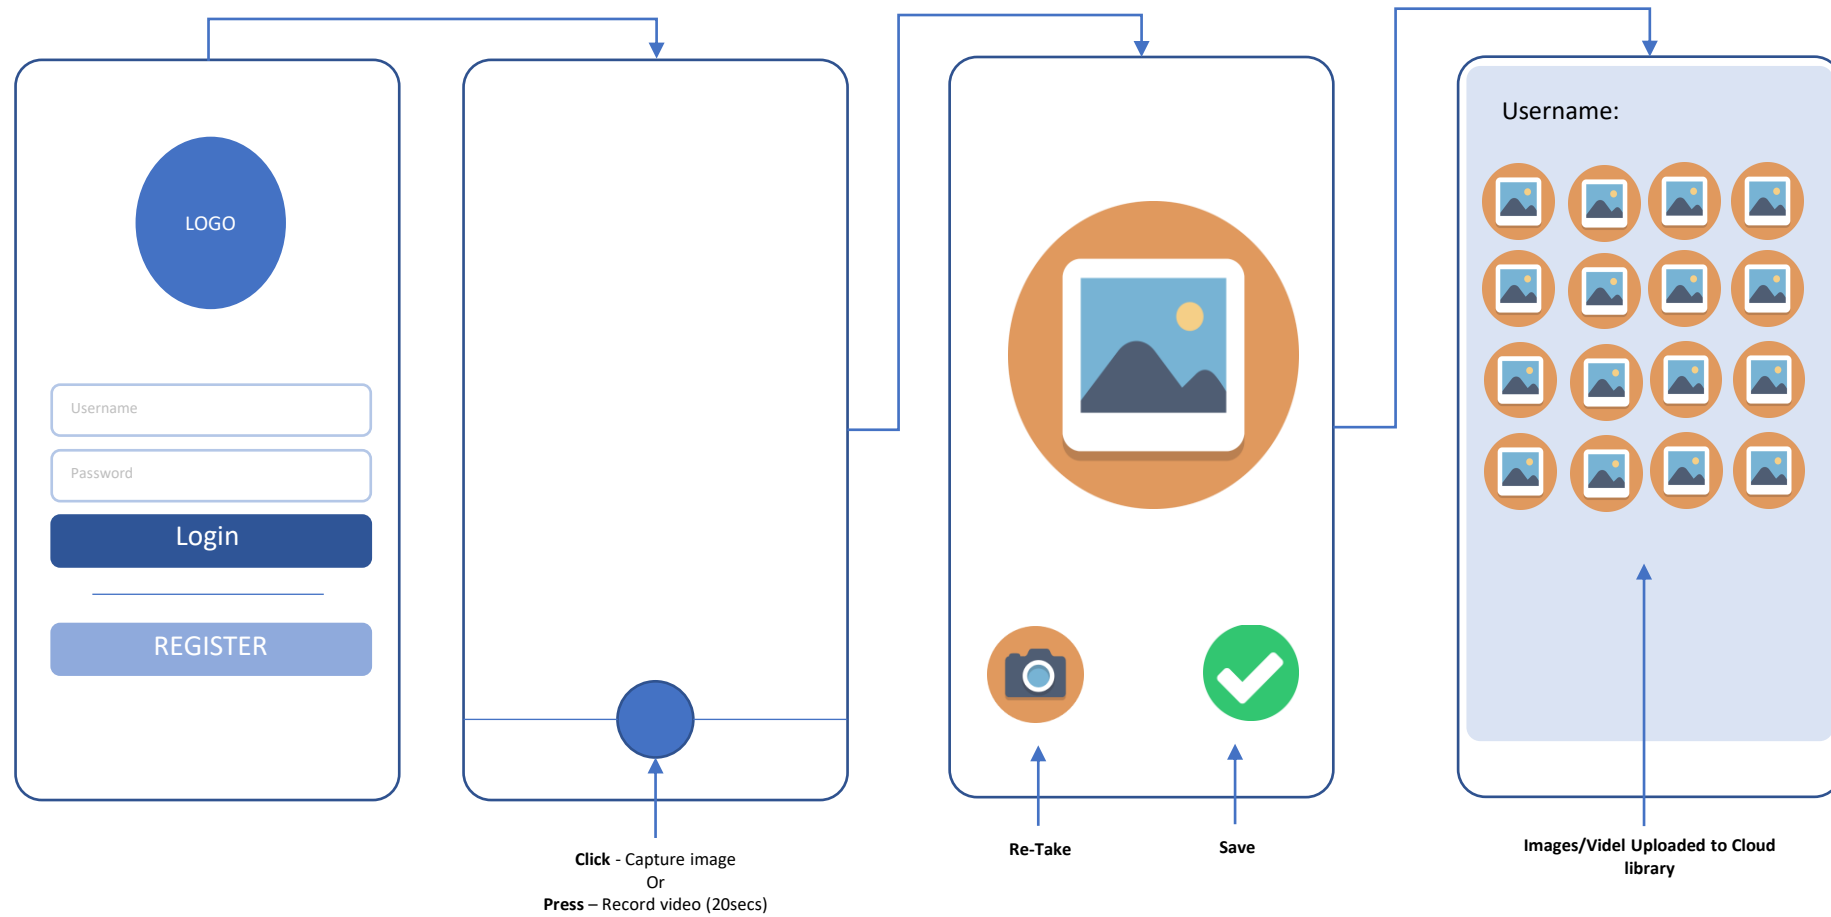 LOGO
Username
Password
Login
REGISTER
Click - Capture image
Or
Press – Record video (20secs)
Re-Take
Save
Username:
Images/Videl Uploaded to Cloud
library